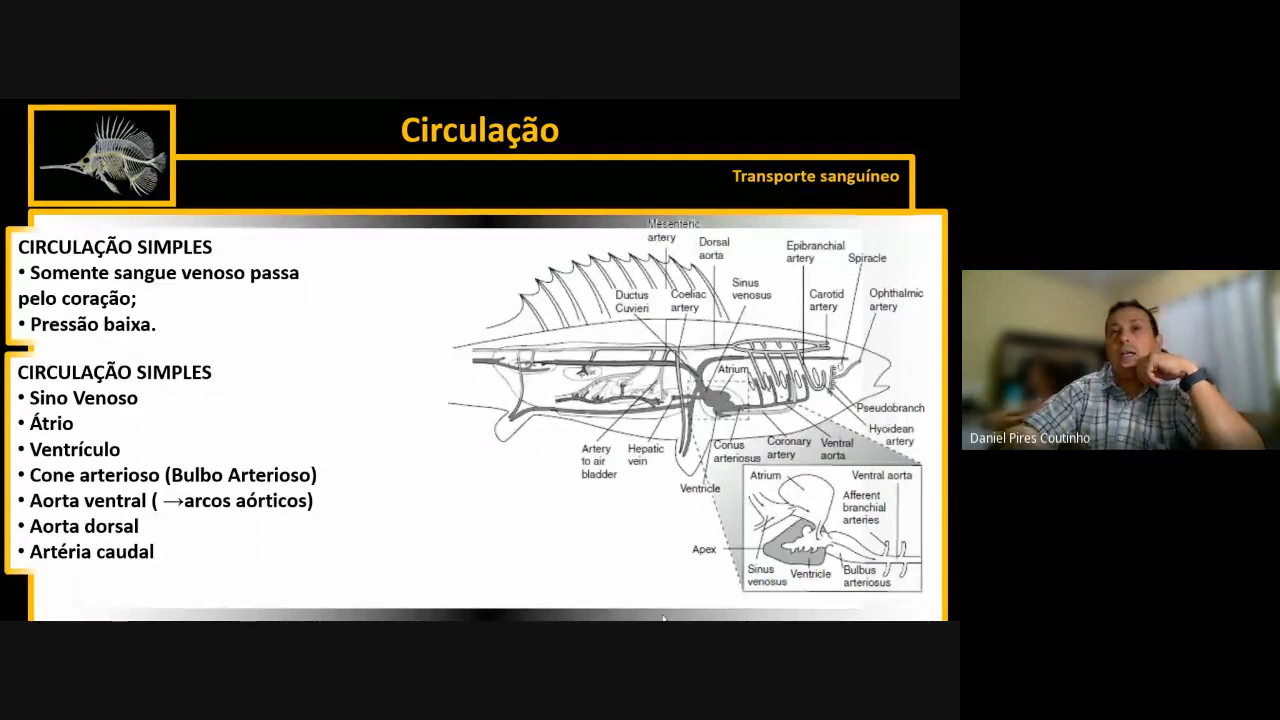 Circulação
Transporte sanguíneo
CIRCULAÇÃO SIMPLES
• Somente sangue venoso passa
pelo coração;
• Pressão baixa.
CIRCULAÇÃO SIMPLES
• Sino Venoso
• Átrio
• Ventrículo
• Cone arterioso (Bulbo Arterioso)
• Aorta ventral ( →arcos aórticos)
• Aorta dorsal
• Artéria caudal
Mesenteric
artery
Dorsal
aorta
Epibranchial
artery
Spiracle
Ductus
Cuvieri
Coeliac
artery
Sinus
venosus
Carotid
artery
Ophthalmic
artery
Atrium
Pseudobranch
Hyoidean
artery
Artery
to air
bladder
Hepatic
vein
Conus
arteriosus
Coronary
artery
Ventral
aorta
Ventricle
Atrium
Ventral aorta
Afferent
branchial
arteries
Apex
Sinus
venosus
Ventricle
Bulbus
arteriosus
Daniel Pires Coutinho